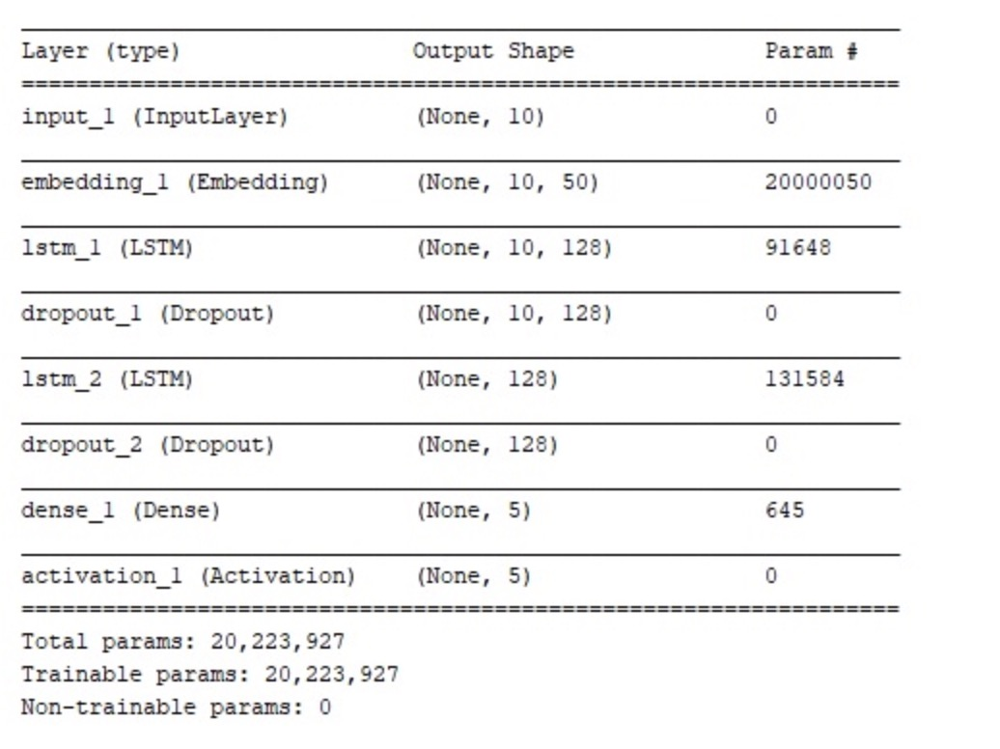 Layer (type) Output Shape Param #
=================================================================
input_1 (InputLayer) (None, 10) 0
embedding_1 (Embedding) (None, 10, 50) 20000050
lstm_1 (LSTM) (None, 10, 128) 91648
dropout_1 (Dropout) (None, 10, 128) 0
lstm_2 (LSTM) (None, 128) 131584
dropout_2 (Dropout) (None, 128) 0
dense_1 (Dense) (None, 5) 645
activation_1 (Activation) (None, 5) 0
=================================================================
Total params: 20,223,927
Trainable params: 20,223,927
Non-trainable params: 0